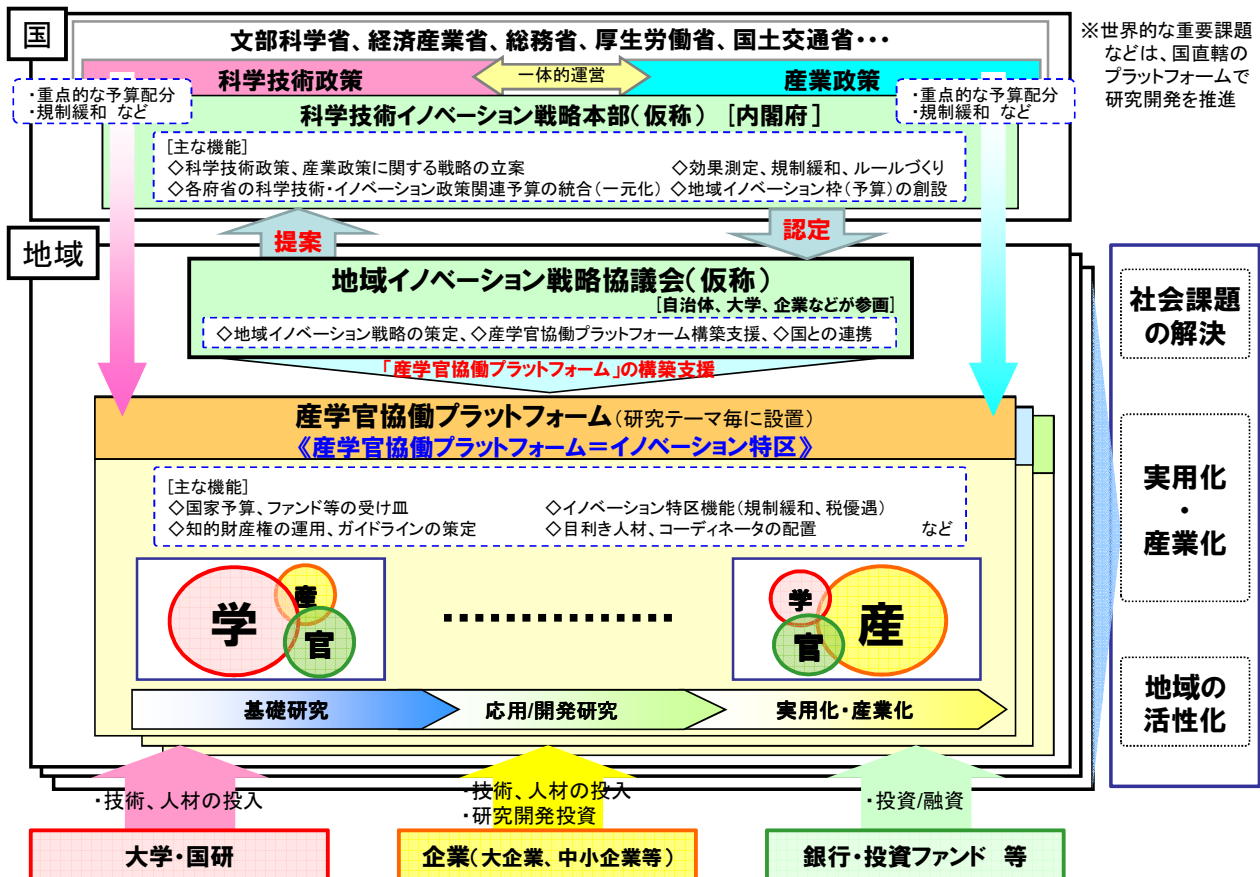 国
文部科学省、経済産業省、総務省、厚生労働省、国土交通省・・・
※世界的な重要課題
などは、国直轄の
プラットフォームで
研究開発を推進
科学技術政策
一体的運営
産業政策
・重点的な予算配分
・規制緩和 など
・重点的な予算配分
・規制緩和 など
科学技術イノベーション戦略本部(仮称) [内閣府]
[主な機能]
◇科学技術政策、産業政策に関する戦略の立案
◇効果測定、規制緩和、ルールづくり
◇各府省の科学技術・イノベーション政策関連予算の統合(一元化)
◇地域イノベーション枠(予算)の創設
提案
認定
地域
地域イノベーション戦略協議会(仮称)
[自治体、大学、企業などが参画]
◇地域イノベーション戦略の策定、◇産学官協働プラットフォーム構築支援、◇国との連携
「産学官協働プラットフォーム」の構築支援
産学官協働プラットフォーム(研究テーマ毎に設置)
《産学官協働プラットフォーム=イノベーション特区》
[主な機能]
◇国家予算、ファンド等の受け皿
◇イノベーション特区機能(規制緩和、税優遇)
◇知的財産権の運用、ガイドラインの策定
◇目利き人材、コーディネータの配置
など
学
産
官
学
官
産
基礎研究
応用/開発研究
実用化・産業化
社会課題
の解決
実用化
・
産業化
地域の
活性化
・技術、人材の投入
・技術、人材の投入
・研究開発投資
・投資/融資
大学・国研
企業(大企業、中小企業等)
銀行・投資ファンド 等